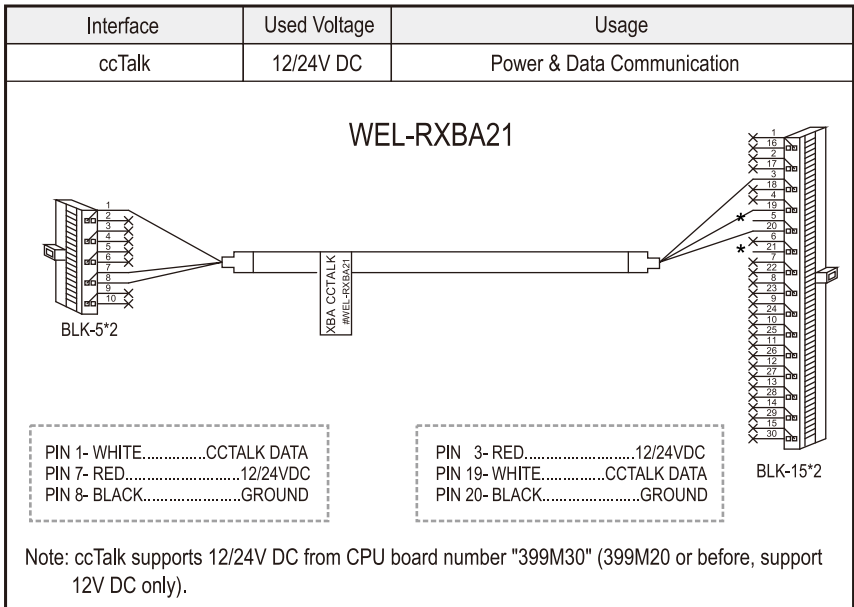 Interface Used Voltage Usage
ccTalk 12/24V DC Power & Data Communication
WEL-RXBA21
1
2
3
4
5
6
7
8
9
10
BLK-5*2
XBA CCTALK
#WEL-RXBA21
1
16
2
17
3
18
4
19
* 5
20
6
* 21
7
22
8
23
9
24
10
25
11
26
12
27
13
28
14
29
15
30
BLK-15*2
PIN 1- WHITE..............CCTALK DATA
PIN 7- RED.........................12/24VDC
PIN 8- BLACK.......................GROUND
PIN 3- RED........................12/24VDC
PIN 19- WHITE..............CCTALK DATA
PIN 20- BLACK.....................GROUND
Note: ccTalk supports 12/24V DC from CPU board number "399M30" (399M20 or before, support
12V DC only).